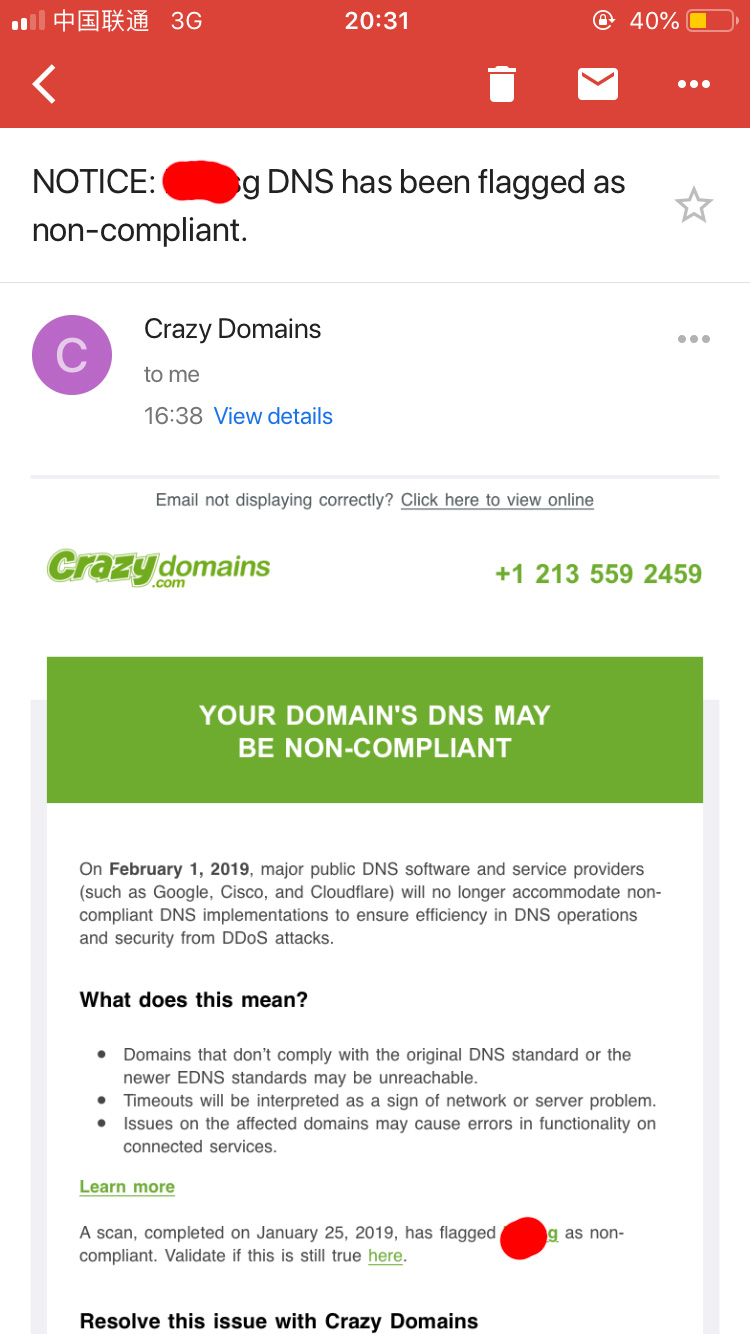 中国联通 3G 20:31 40%
NOTICE: sg DNS has been flagged as
non-compliant.
C
Crazy Domains
to me
16:38 View details
Email not displaying correctly? Click here to view online
Crazydomains
.com
+1 213 559 2459
YOUR DOMAIN'S DNS MAY
BE NON-COMPLIANT
On February 1, 2019, major public DNS software and service providers
(such as Google, Cisco, and Cloudflare) will no longer accommodate non-
compliant DNS implementations to ensure efficiency in DNS operations
and security from DDoS attacks.
What does this mean?
• Domains that don’t comply with the original DNS standard or the
newer EDNS standards may be unreachable.
• Timeouts will be interpreted as a sign of network or server problem.
• Issues on the affected domains may cause errors in functionality on
connected services.
Learn more
A scan, completed on January 25, 2019, has flagged g as non-
compliant. Validate if this is still true here.
Resolve this issue with Crazy Domains